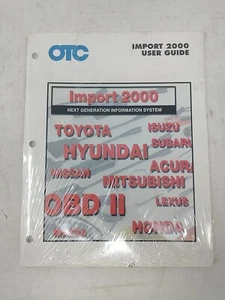 OTC
IMPORT 2000
USER GUIDE
Import 2000
NEXT GENERATION INFORMATION SYSTEM
TOYOTA
ISUZU
SUBARU
HYUNDAI
NISSAN
ACURA
MITSUBISHI
OBD II
LEXUS
HONDA